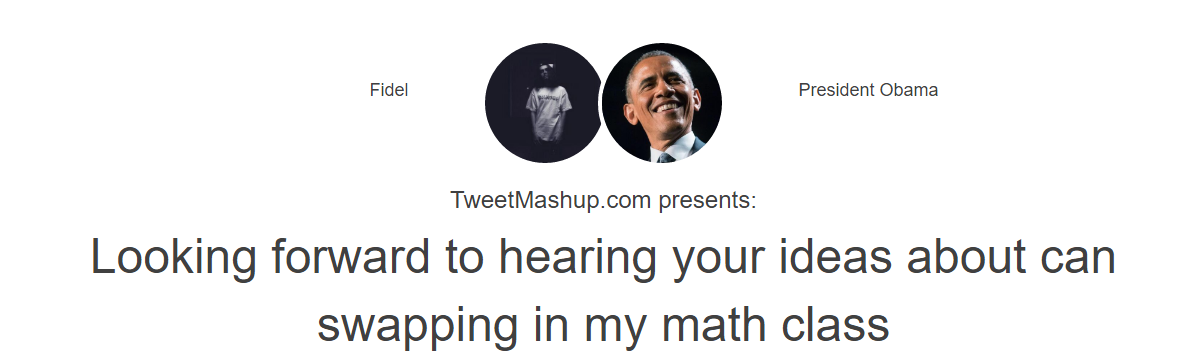 Fidel
President Obama
TweetMashup.com presents:
Looking forward to hearing your ideas about can
swapping in my math class